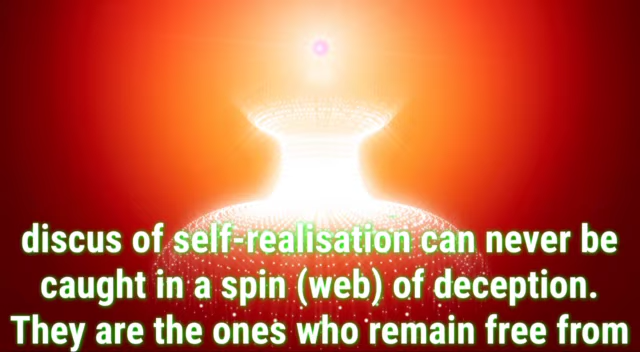 discus of self-realisation can never be
caught in a spin (web) of deception.
They are the ones who remain free from